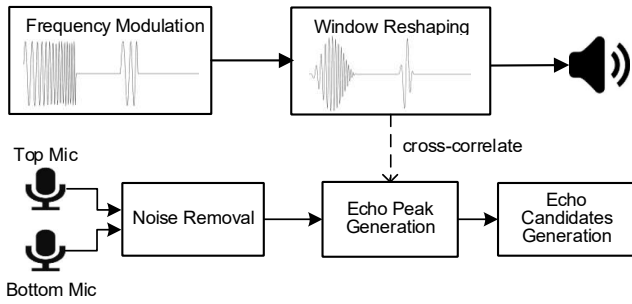 Frequency Modulation
Window Reshaping
cross-correlate
Top Mic
Noise Removal
Echo Peak
Generation
Echo
Candidates
Generation
Bottom Mic